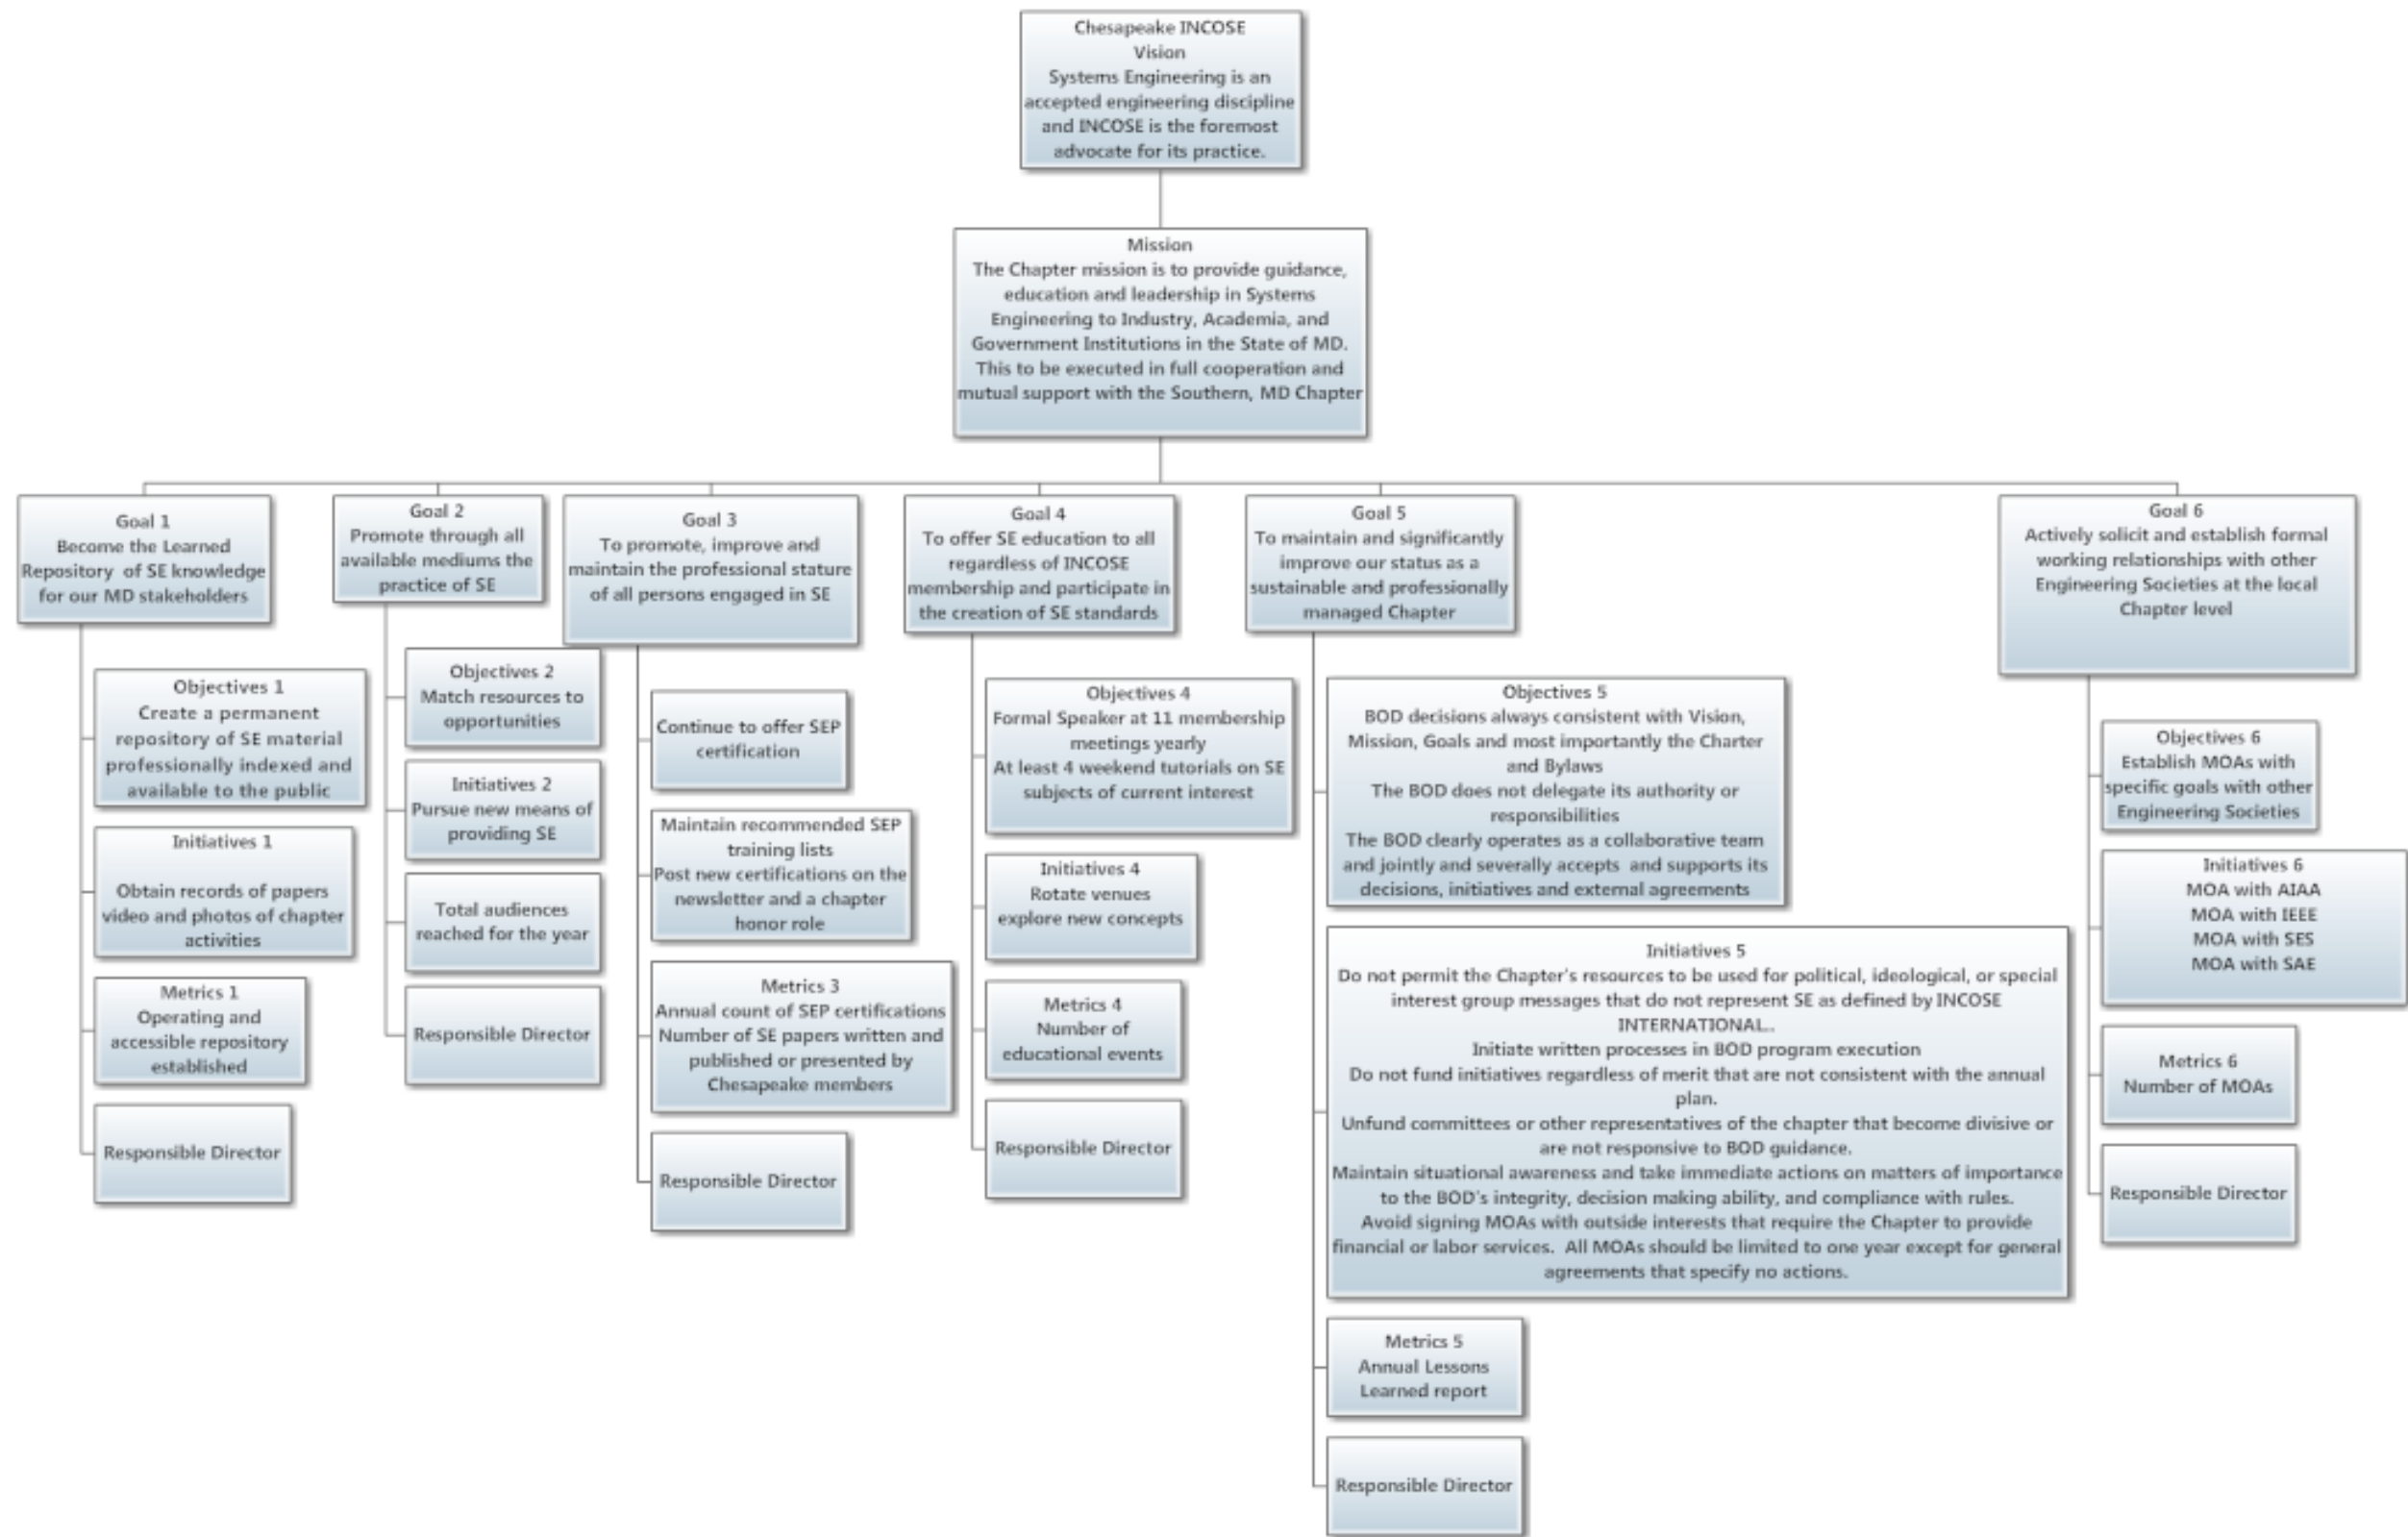 Chesapeake INCOSE
Vision
Systems Engineering is an
accepted engineering discipline
and INCOSE is the foremost
advocate for its practice.
Mission
The Chapter mission is to provide guidance,
education and leadership in Systems
Engineering to Industry, Academia, and
Government Institutions in the State of MD.
This to be executed in full cooperation and
mutual support with the Southern, MD Chapter
Goal 1
Become the Learned
Repository of SE knowledge
for our MD stakeholders
Objectives 1
Create a permanent
repository of SE material
professionally indexed and
available to the public
Initiatives 1
Obtain records of papers
video and photos of chapter
activities
Metrics 1
Operating and
accessible repository
established
Responsible Director
Goal 2
Promote through all
available mediums the
practice of SE
Objectives 2
Match resources to
opportunities
Initiatives 2
Pursue new means of
providing SE
Total audiences
reached for the year
Responsible Director
Goal 3
To promote, improve and
maintain the professional stature
of all persons engaged in SE
Continue to offer SEP
certification
Maintain recommended SEP
training lists
Post new certifications on the
newsletter and a chapter
honor role
Metrics 3
Annual count of SEP certifications
Number of SE papers written and
published or presented by
Chesapeake members
Responsible Director
Goal 4
To offer SE education to all
regardless of INCOSE
membership and participate in
the creation of SE standards
Objectives 4
Formal Speaker at 11 membership
meetings yearly
At least 4 weekend tutorials on SE
subjects of current interest
Initiatives 4
Rotate venues
explore new concepts
Metrics 4
Number of
educational events
Responsible Director
Goal 5
To maintain and significantly
improve our status as a
sustainable and professionally
managed Chapter
Objectives 5
BOD decisions always consistent with Vision,
Mission, Goals and most importantly the Charter
and Bylaws
The BOD does not delegate its authority or
responsibilities
The BOD clearly operates as a collaborative team
and jointly and severally accepts and supports its
decisions, initiatives and external agreements
Initiatives 5
Do not permit the Chapter's resources to be used for political, ideological, or special
interest group messages that do not represent SE as defined by INCOSE
INTERNATIONAL..
Initiate written processes in BOD program execution
Do not fund initiatives regardless of merit that are not consistent with the annual
plan.
Unfund committees or other representatives of the chapter that become divisive or
are not responsive to BOD guidance.
Maintain situational awareness and take immediate actions on matters of importance
to the BOD's integrity, decision making ability, and compliance with rules.
Avoid signing MOAs with outside interests that require the Chapter to provide
financial or labor services. All MOAs should be limited to one year except for general
agreements that specify no actions.
Metrics 5
Annual Lessons
Learned report
Responsible Director
Goal 6
Actively solicit and establish formal
working relationships with other
Engineering Societies at the local
Chapter level
Objectives 6
Establish MOAs with
specific goals with other
Engineering Societies
Initiatives 6
MOA with AIAA
MOA with IEEE
MOA with SES
MOA with SAE
Metrics 6
Number of MOAs
Responsible Director